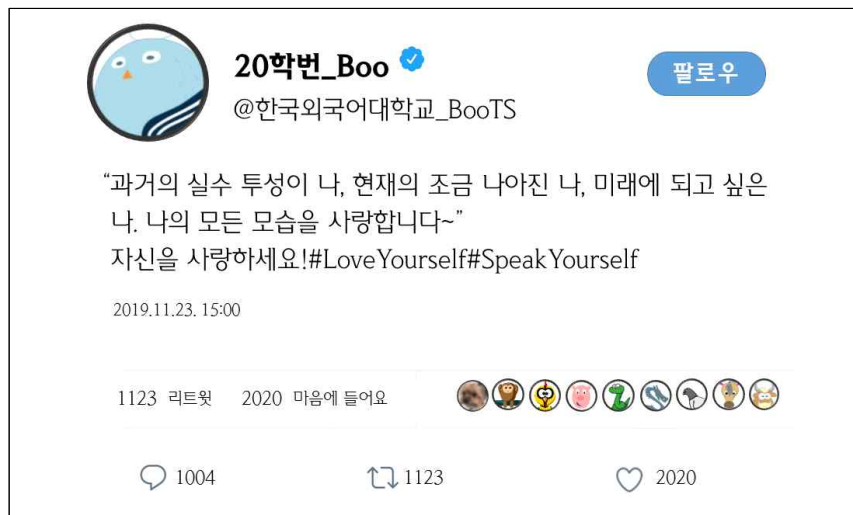 20학번_Boo
팔로우
@한국외국어대학교_BooTS
“과거의 실수 투성이 나, 현재의 조금 나아진 나, 미래에 되고 싶은
나. 나의 모든 모습을 사랑합니다~”
자신을 사랑하세요!#LoveYourself#SpeakYourself
2019.11.23. 15:00
1123 리트윗 2020 마음에 들어요
1004 1123 2020